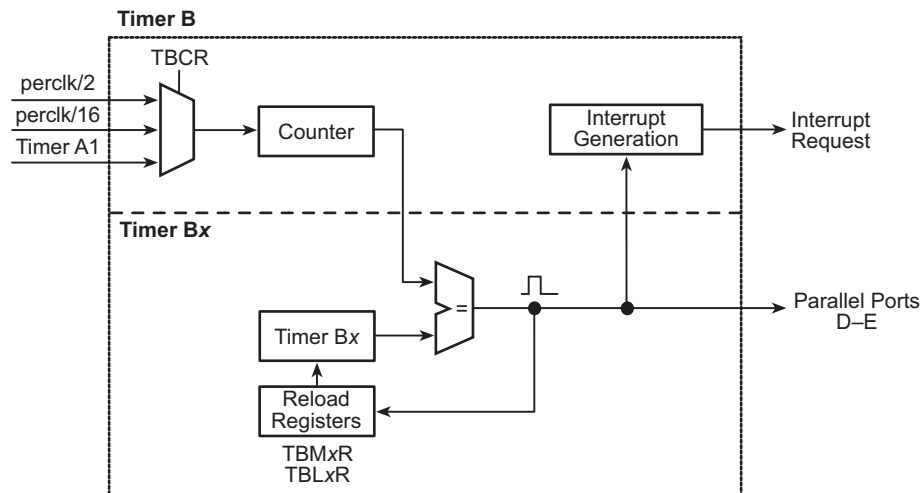 Timer B
TBCR
perclk/2
perclk/16
Timer A1
Counter
Interrupt
Generation
Interrupt
Request
Timer Bx
=
Parallel Ports
D–E
Timer Bx
Reload
Registers
TBMxR
TBLxR